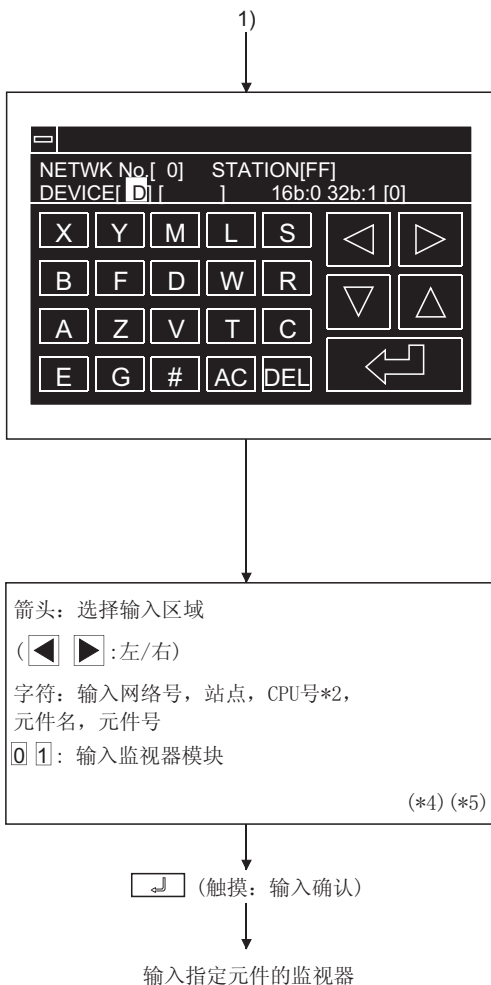 1)
NETWK No.[ 0] STATION[FF]
DEVICE[ D] [ ] 16b:0 32b:1 [0]
X Y M L S
B F D W R
A Z V T C
E G # AC DEL
箭头：选择输入区域
(◀ ▶:左/右)
字符：输入网络号，站点，CPU号*2，
元件名，元件号
0 1：输入监视器模块
(*4)(*5)
(触摸：输入确认)
输入指定元件的监视器